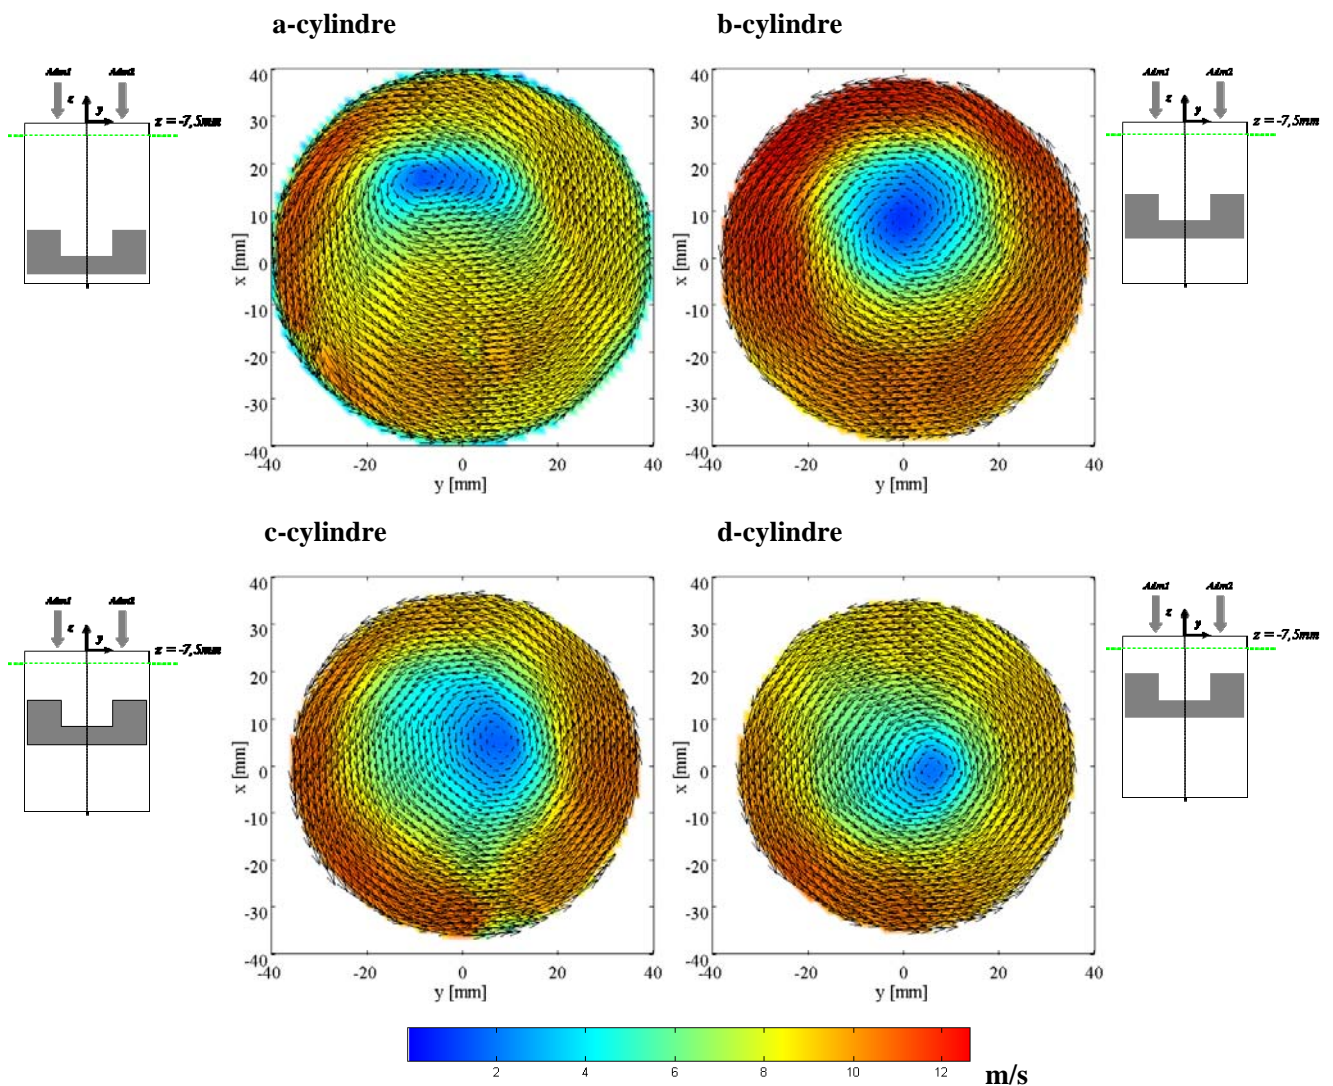 a-cylindre
b-cylindre
Adm1 Adm2
z
y
z = -7,5mm
40
30
20
10
0
-10
-20
-30
-40
x [mm]
-40 -20 0 20 40
y [mm]
40
30
20
10
0
-10
-20
-30
-40
x [mm]
-40 -20 0 20 40
y [mm]
Adm1 Adm2
z
y
z = -7,5mm
c-cylindre
d-cylindre
Adm1 Adm2
z
y
z = -7,5mm
40
30
20
10
0
-10
-20
-30
-40
x [mm]
-40 -20 0 20 40
y [mm]
40
30
20
10
0
-10
-20
-30
-40
x [mm]
-40 -20 0 20 40
y [mm]
Adm1 Adm2
z
y
z = -7,5mm
2 4 6 8 10 12
m/s